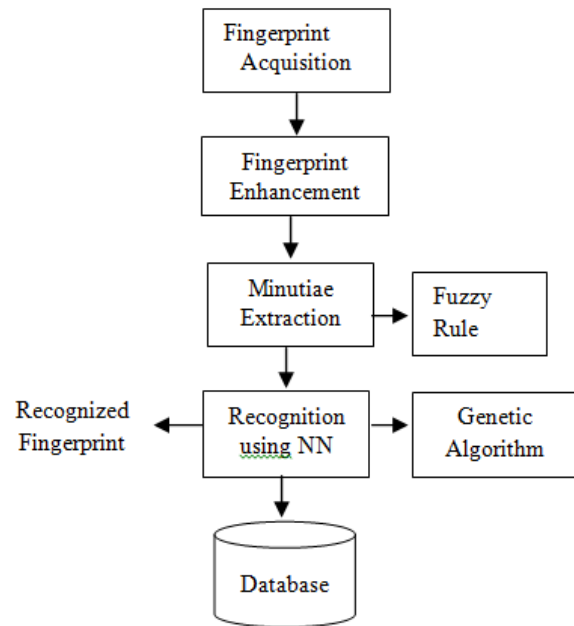 Fingerprint
Acquisition
Fingerprint
Enhancement
Minutiae
Extraction
Fuzzy
Rule
Recognized
Fingerprint
Recognition
using NN
Genetic
Algorithm
Database